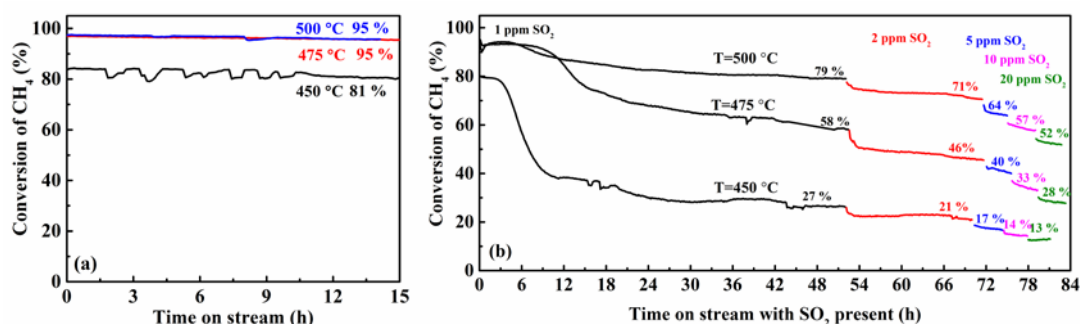 Conversion of CH4 (%)
100
80
60
40
20
0
500 °C 95 %
475 °C 95 %
450 °C 81 %
(a)
0 3 6 9 12 15
Time on stream (h)
Conversion of CH4 (%)
100
80
60
40
20
0
1 ppm SO2
2 ppm SO2
5 ppm SO2
10 ppm SO2
20 ppm SO2
T=500 °C
79 %
71%
64 %
57 %
52 %
T=475 °C
58 %
46%
40 %
33 %
28 %
T=450 °C
27 %
21 %
17 %
14 %
13 %
(b)
0 6 12 18 24 30 36 42 48 54 60 66 72 78 84
Time on stream with SO2 present (h)